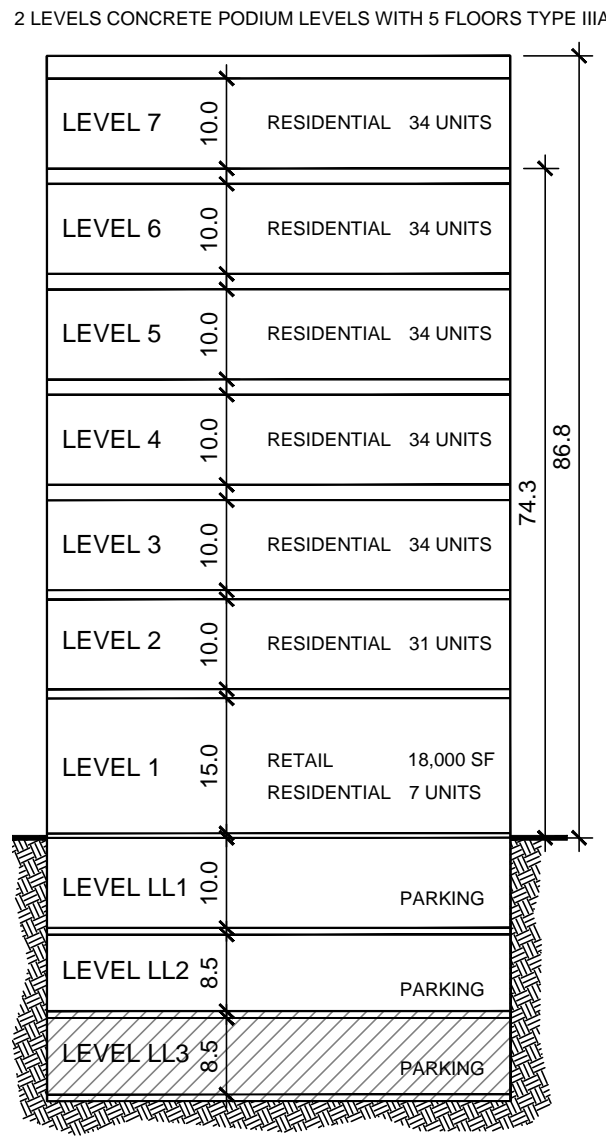 2 LEVELS CONCRETE PODIUM LEVELS WITH 5 FLOORS TYPE IIIA
LEVEL 7 10.0 RESIDENTIAL 34 UNITS
LEVEL 6 10.0 RESIDENTIAL 34 UNITS
LEVEL 5 10.0 RESIDENTIAL 34 UNITS
LEVEL 4 10.0 RESIDENTIAL 34 UNITS
86.8
74.3
LEVEL 3 10.0 RESIDENTIAL 34 UNITS
LEVEL 2 10.0 RESIDENTIAL 31 UNITS
LEVEL 1 15.0 RETAIL 18,000 SF
RESIDENTIAL 7 UNITS
LEVEL LL1 10.0 PARKING
LEVEL LL2 8.5 PARKING
LEVEL LL3 8.5 PARKING